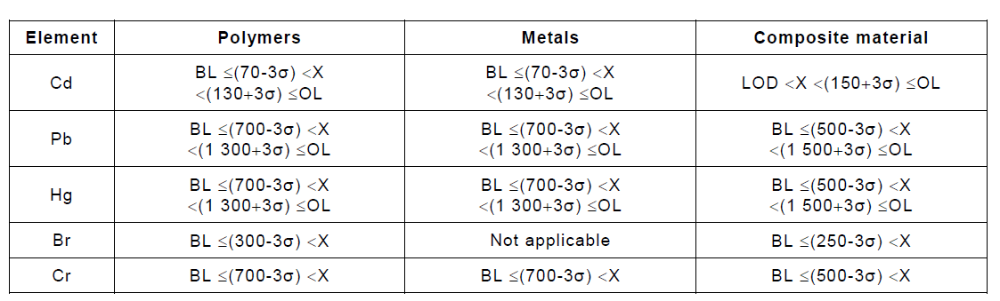 Element Polymers Metals Composite material
Cd BL ≤(70-3σ) <X BL ≤(70-3σ) <X LOD <X <(150+3σ) ≤OL
<(130+3σ) ≤OL <(130+3σ) ≤OL
Pb BL ≤(700-3σ) <X BL ≤(700-3σ) <X BL ≤(500-3σ) <X
<(1 300+3σ) ≤OL <(1 300+3σ) ≤OL <(1 500+3σ) ≤OL
Hg BL ≤(700-3σ) <X BL ≤(700-3σ) <X BL ≤(500-3σ) <X
<(1 300+3σ) ≤OL <(1 300+3σ) ≤OL <(1 500+3σ) ≤OL
Br BL ≤(300-3σ) <X Not applicable BL ≤(250-3σ) <X
Cr BL ≤(700-3σ) <X BL ≤(700-3σ) <X BL ≤(500-3σ) <X